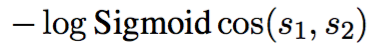 − log Sigmoid cos(s₁, s₂)